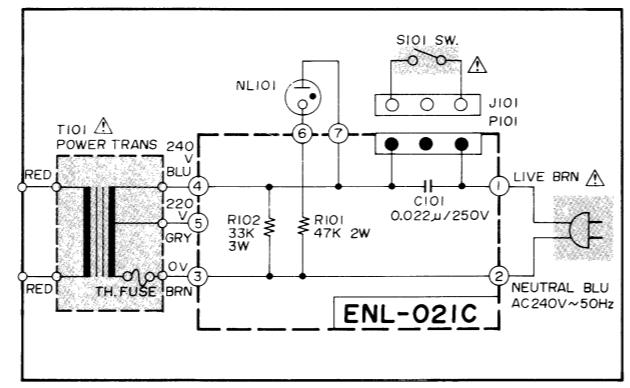 S101 SW.
NL101
J101
P101
T101
POWER TRANS
240
V
BLU
RED
220
V
GRY
0V
BRN
RED
TH. FUSE
6
7
4
5
3
1
2
R102
33K
3W
R101
47K 2W
C101
0.022µ/250V
LIVE BRN
NEUTRAL BLU
AC240V~50Hz
ENL-021C